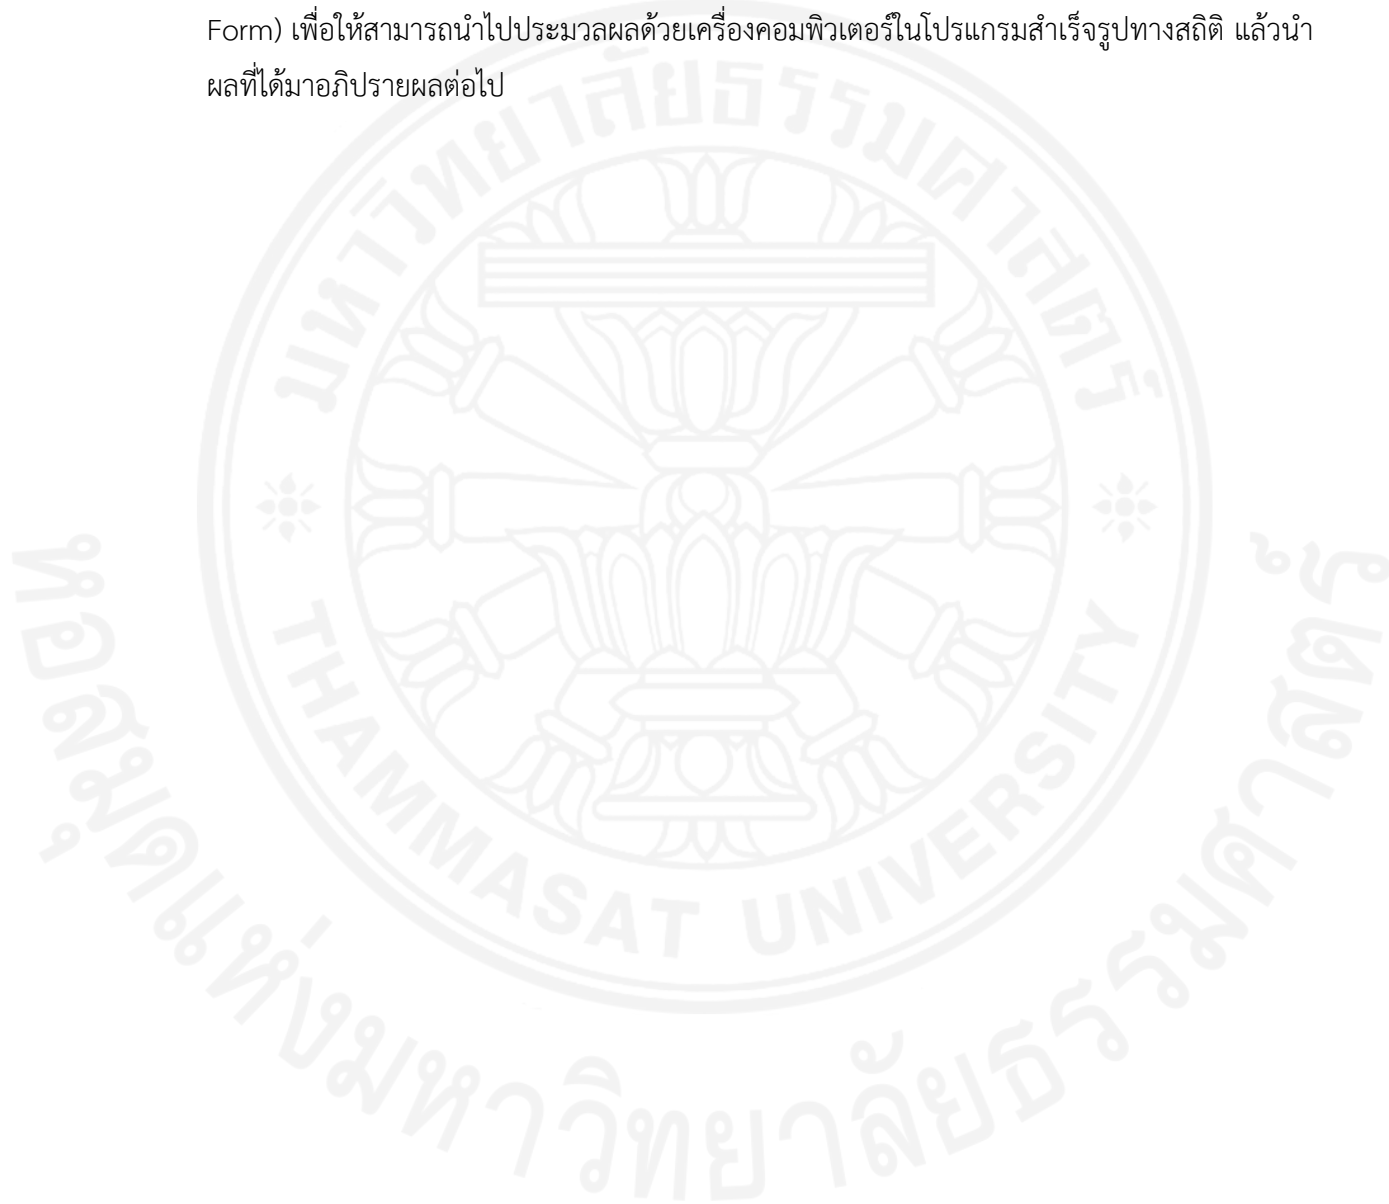 Form) เพื่อให้สามารถนำไปประมวลผลด้วยเครื่องคอมพิวเตอร์ในโปรแกรมสำเร็จรูปทางสถิติ แล้วนำ
ผลที่ได้มาอภิปรายผลต่อไป
มหาวิทยาลัยธรรมศาสตร์
THAMMASAT UNIVERSITY
หอสมุดแห่งมหาวิทยาลัยธรรมศาสตร์